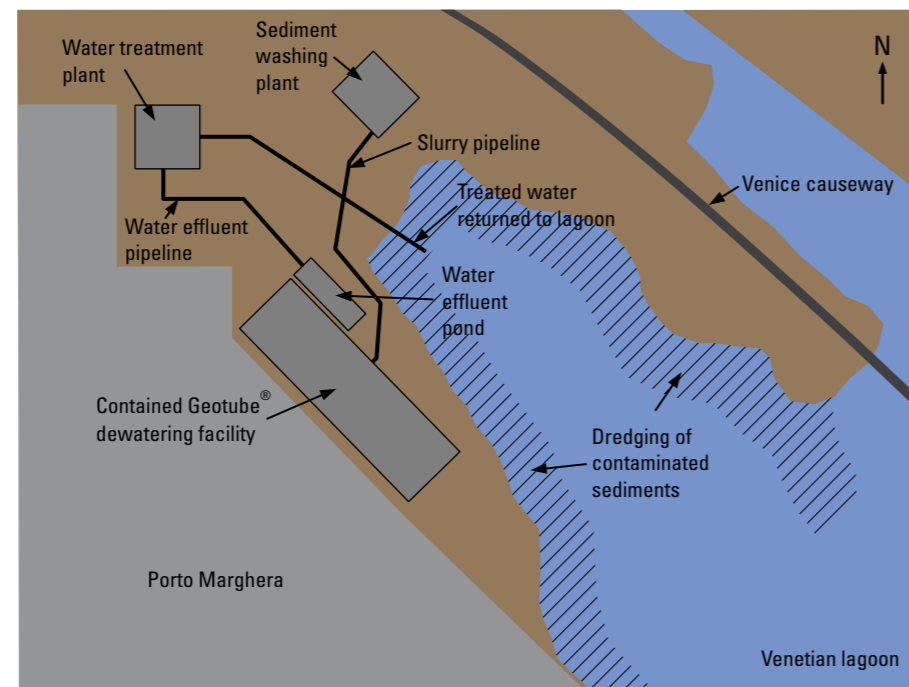 Water treatment
plant
Sediment
washing
plant
N
Slurry pipeline
Treated water
returned to lagoon
Venice causeway
Water effluent
pipeline
Water
effluent
pond
Contained Geotube®
dewatering facility
Dredging of
contaminated
sediments
Porto Marghera
Venetian lagoon